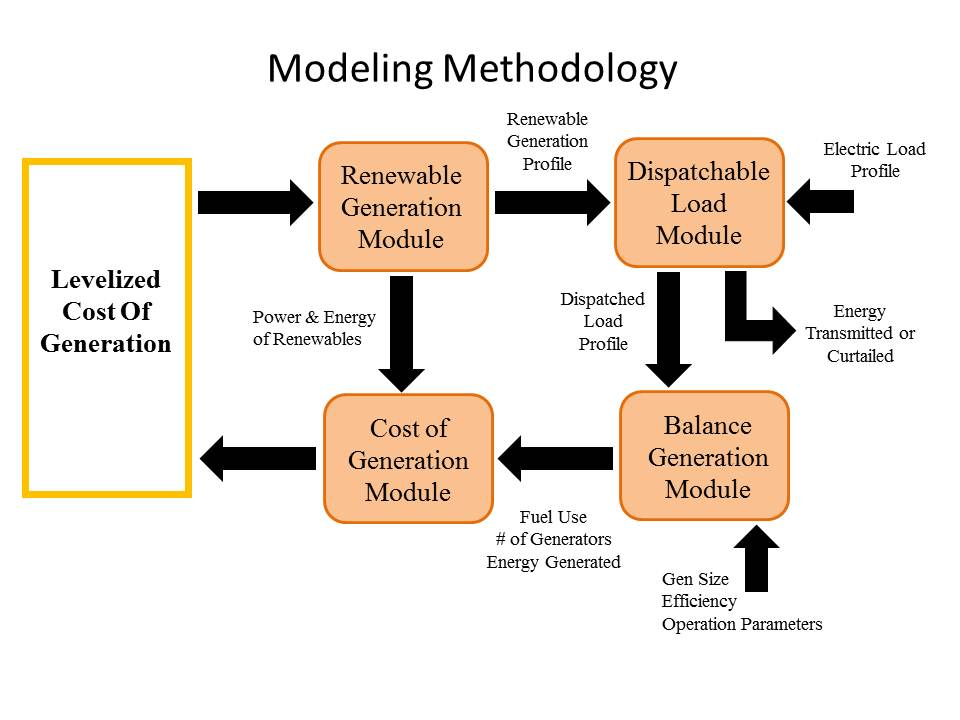 Modeling Methodology
Renewable
Generation
Profile
Electric Load
Profile
Renewable
Generation
Module
Dispatchable
Load
Module
Levelized
Cost Of
Generation
Power & Energy
of Renewables
Dispatched
Load
Profile
Energy
Transmitted or
Curtailed
Cost of
Generation
Module
Balance
Generation
Module
Fuel Use
# of Generators
Energy Generated
Gen Size
Efficiency
Operation Parameters